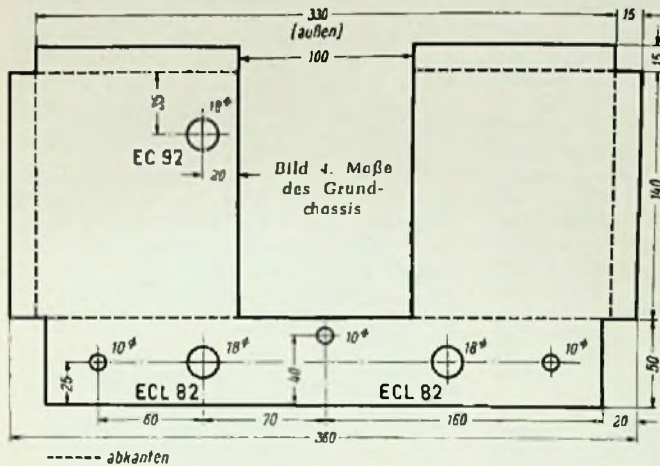 330
(außen)
15
100
15
35
18⌀
EC 92
20
Bild 4. Maße
des Grund-
chassis
140
10⌀
18⌀
10⌀
18⌀
10⌀
25
ECL 82
40
ECL 82
50
60
70
160
20
360
abkanten